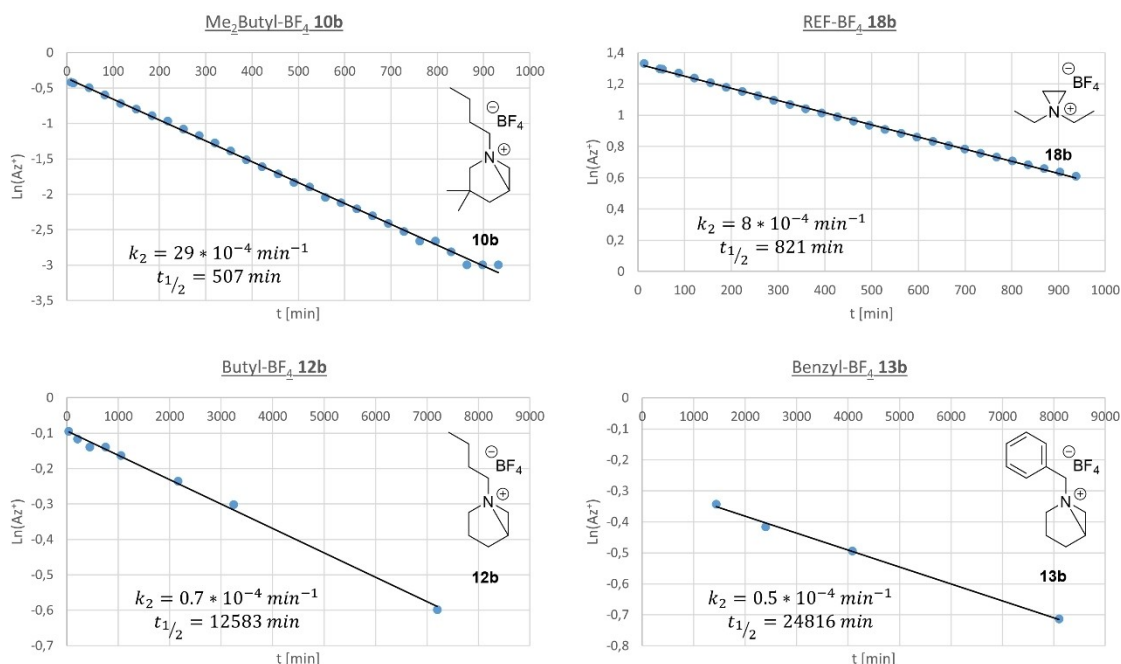 Me2Butyl-BF4 10b
0 100 200 300 400 500 600 700 800 900 1000
0
-0,5
-1
-1,5
-2
-2,5
-3
-3,5
Ln(Az⁺)
⊖
BF4
N ⊕
10b
k₂ = 29 * 10⁻⁴ min⁻¹
t₁/₂ = 507 min
t [min]
REF-BF4 18b
1,4
1,2
1
0,8
0,6
0,4
0,2
0
Ln(Az⁺)
⊖
BF4
N ⊕
18b
k₂ = 8 * 10⁻⁴ min⁻¹
t₁/₂ = 821 min
0 100 200 300 400 500 600 700 800 900 1000
t [min]
Butyl-BF4 12b
0 1000 2000 3000 4000 5000 6000 7000 8000 9000
0
-0,1
-0,2
-0,3
-0,4
-0,5
-0,6
-0,7
Ln(Az⁺)
⊖
BF4
N ⊕
12b
k₂ = 0.7 * 10⁻⁴ min⁻¹
t₁/₂ = 12583 min
t [min]
Benzyl-BF4 13b
0 1000 2000 3000 4000 5000 6000 7000 8000 9000
0
-0,1
-0,2
-0,3
-0,4
-0,5
-0,6
-0,7
-0,8
Ln(Az⁺)
⊖
BF4
N ⊕
13b
k₂ = 0.5 * 10⁻⁴ min⁻¹
t₁/₂ = 24816 min
t [min]